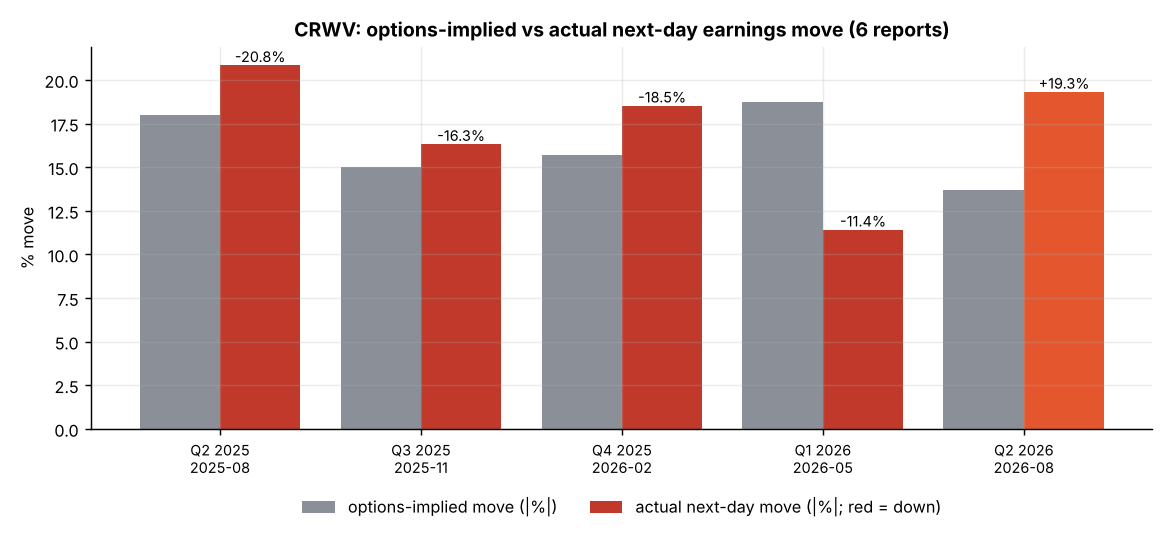 CRWV: options-implied vs actual next-day earnings move (6 reports)
% move
20.0
17.5
15.0
12.5
10.0
7.5
5.0
2.5
0.0
-20.8%
-16.3%
-18.5%
-11.4%
+19.3%
Q2 2025
2025-08
Q3 2025
2025-11
Q4 2025
2026-02
Q1 2026
2026-05
Q2 2026
2026-08
options-implied move (|%|)
actual next-day move (|%|; red = down)